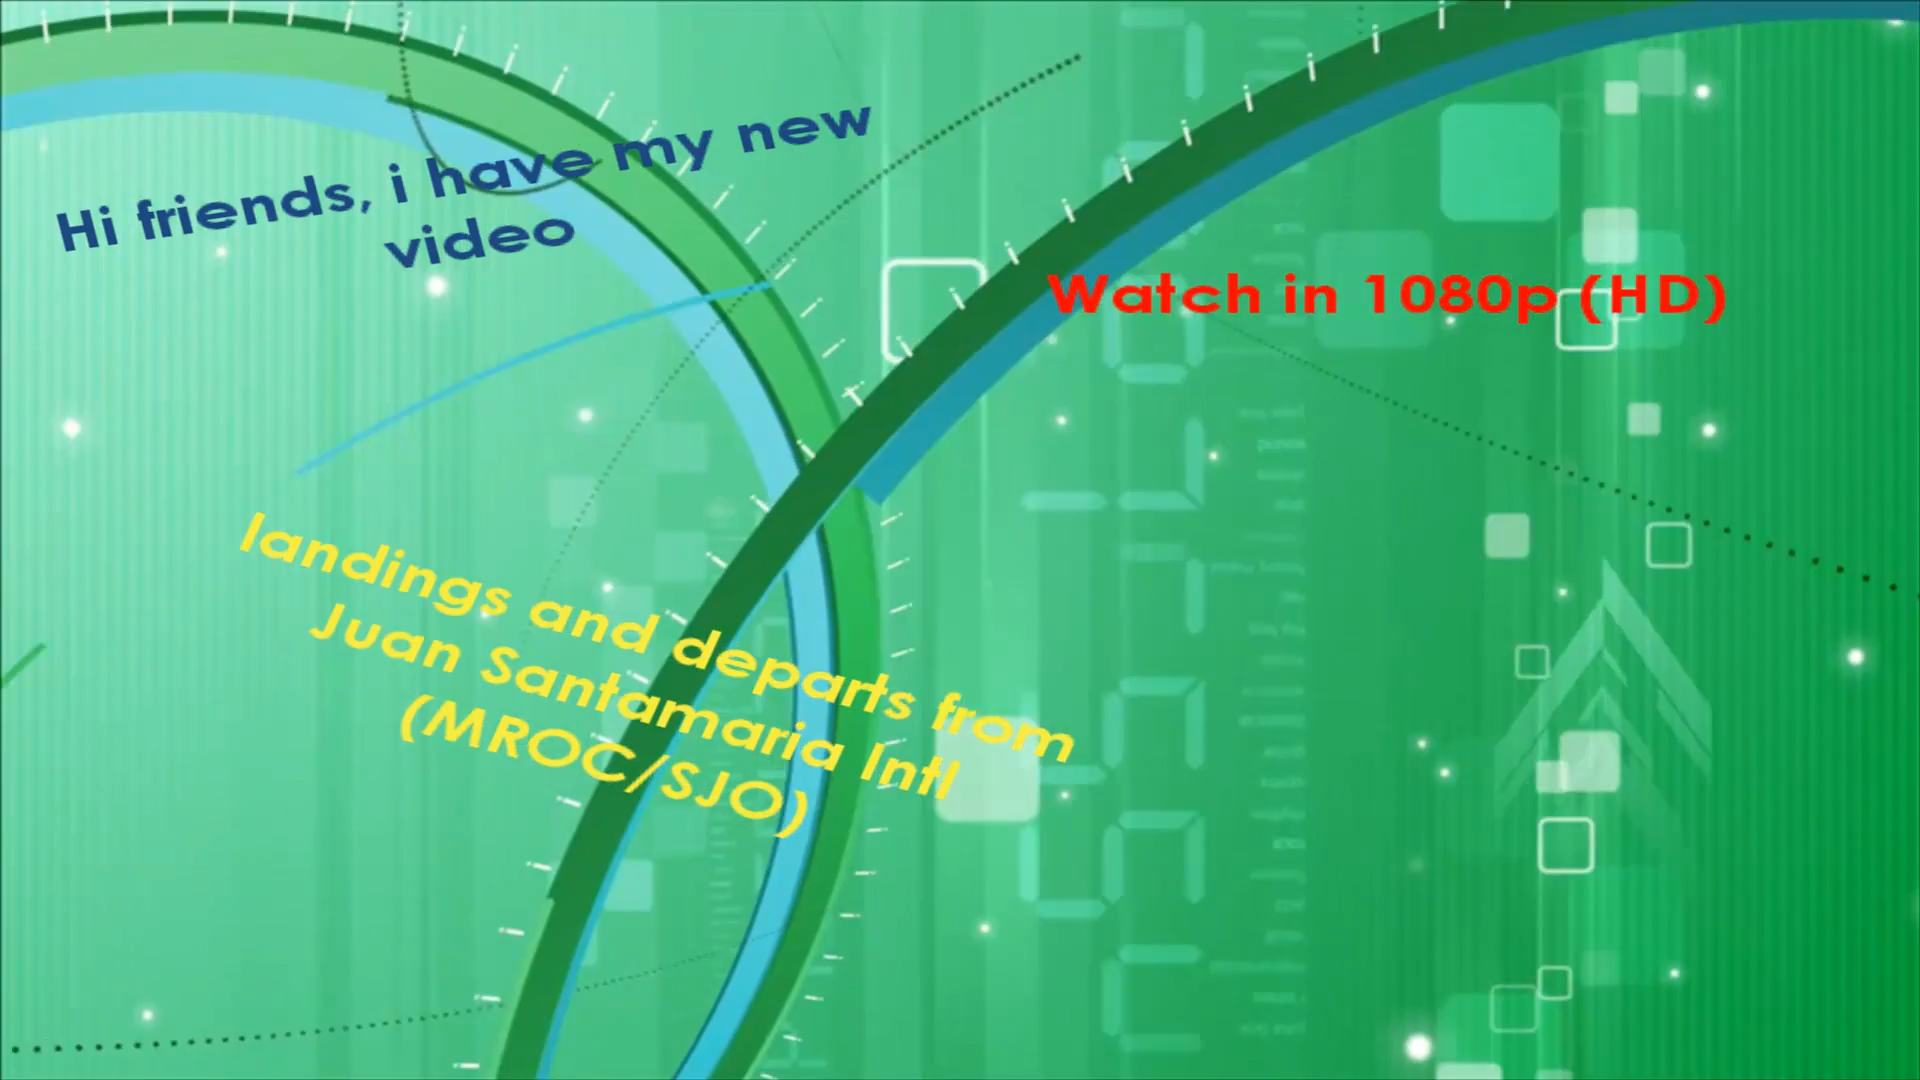 Hi friends, i have my new
video
Watch in 1080p (HD)
landings and departs from
Juan Santamaria Intl
(MROC/SJO)